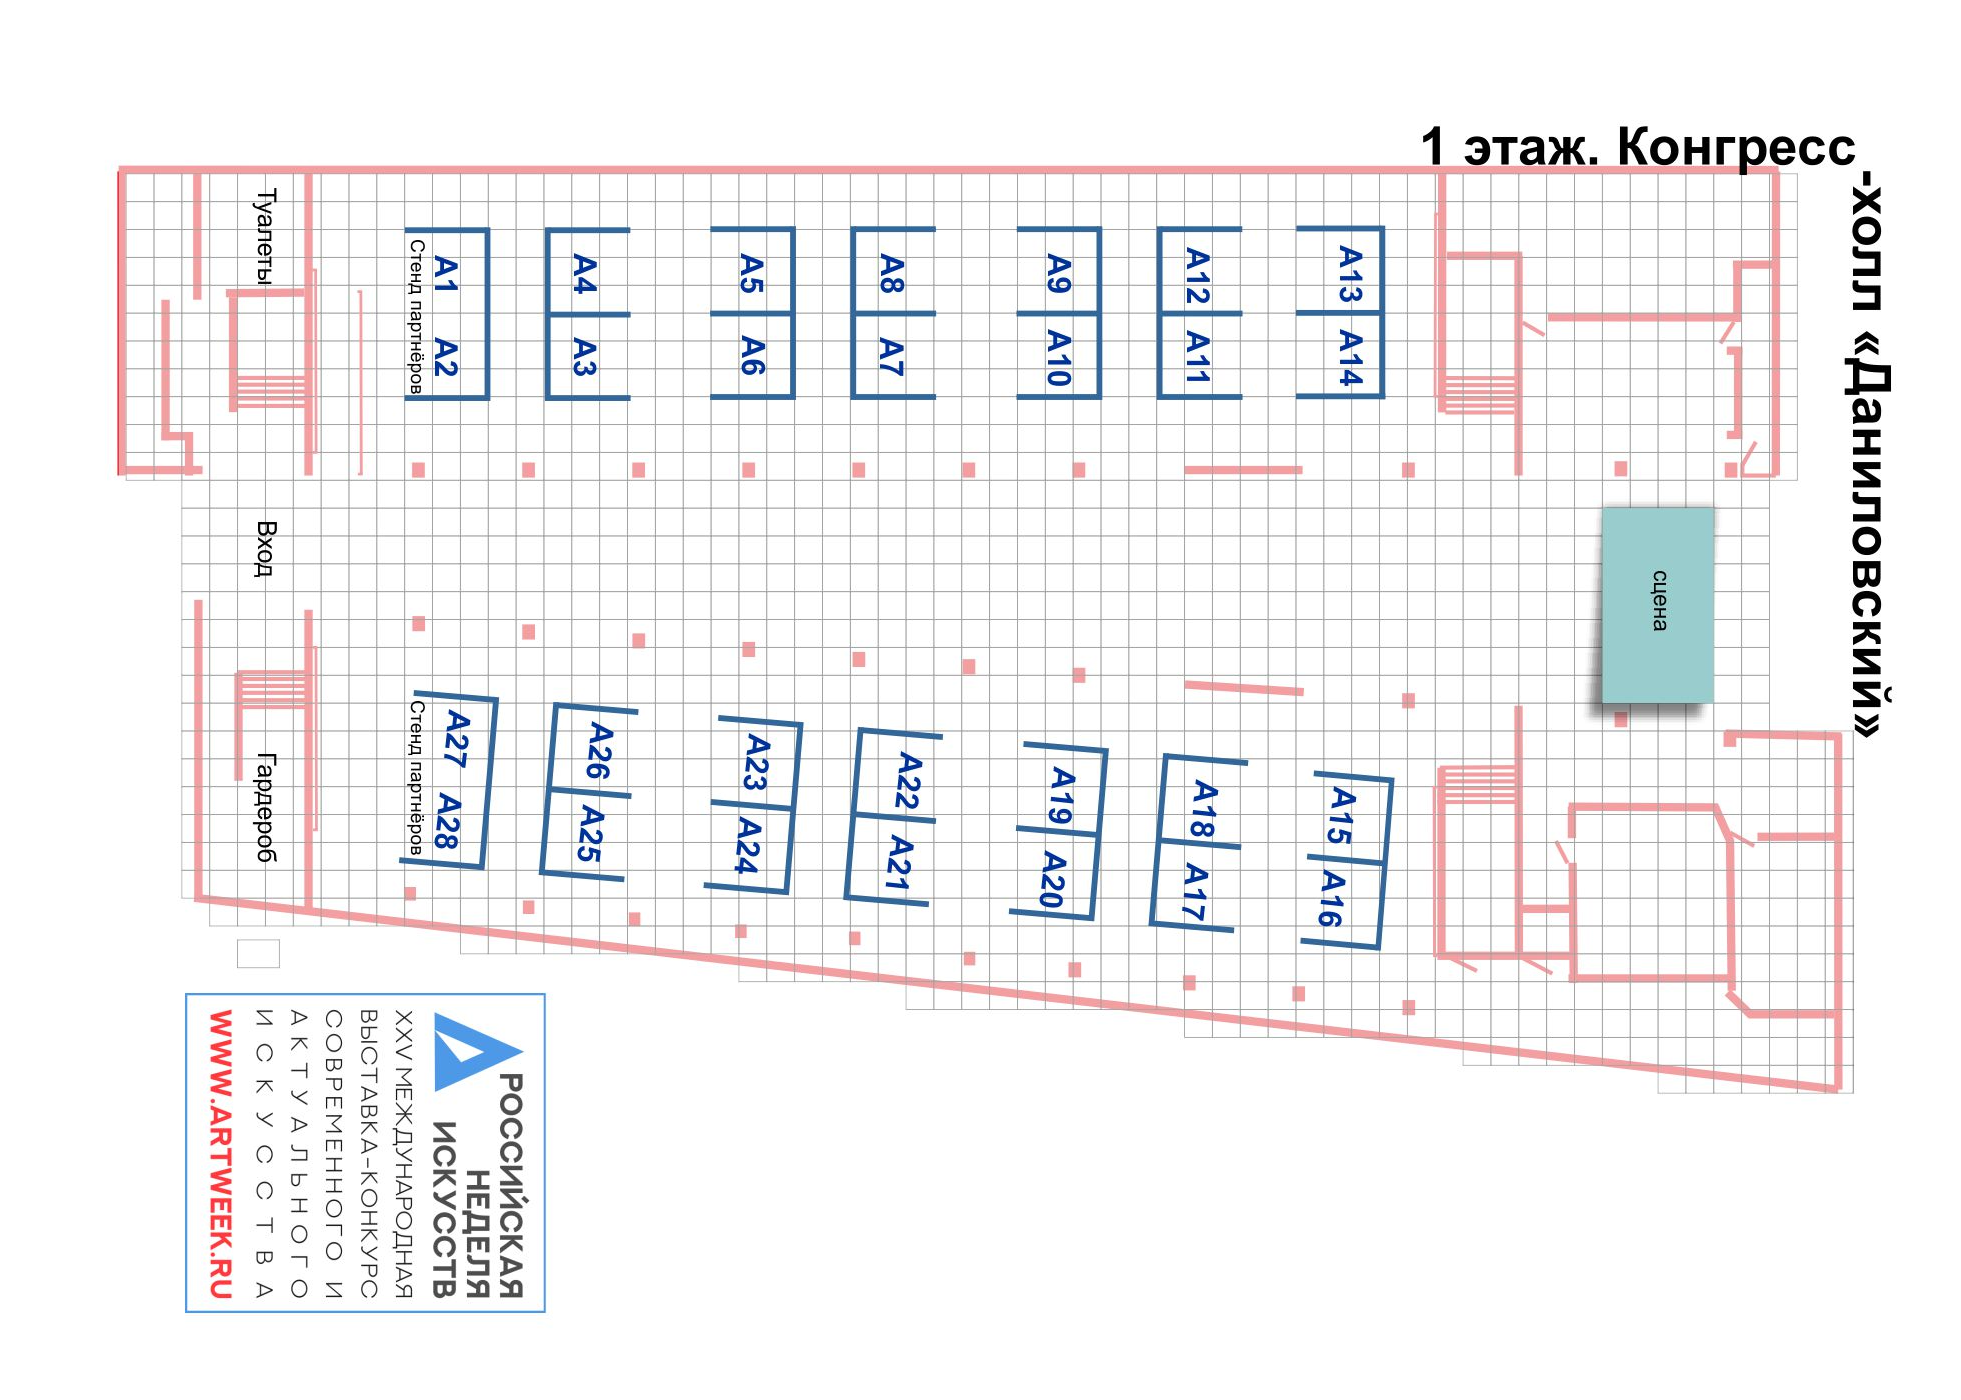 1 этаж. Конгресс
-холл «Даниловский»
Туалеты
Стенд партнёров
A1
A2
A4
A3
A5
A6
A8
A7
A9
A10
A12
A11
A13
A14
Вход
сцена
Гардероб
Стенд партнёров
A27
A28
A26
A25
A23
A24
A22
A21
A19
A20
A18
A17
A15
A16
РОССИЙСКАЯ
НЕДЕЛЯ
ИСКУССТВ
XXV МЕЖДУНАРОДНАЯ
ВЫСТАВКА-КОНКУРС
СОВРЕМЕННОГО И
АКТУАЛЬНОГО
ИСКУССТВА
WWW.ARTWEEK.RU